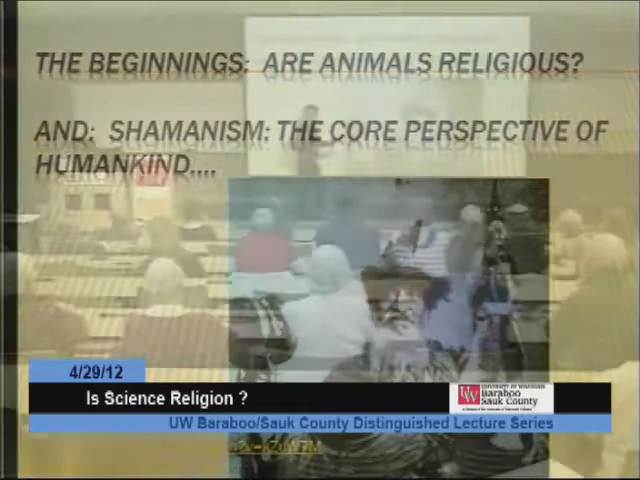 THE BEGINNINGS: ARE ANIMALS RELIGIOUS?
AND: SHAMANISM: THE CORE PERSPECTIVE OF
HUMANKIND....
4/29/12
Is Science Religion ?
UW
Baraboo
Sauk County
UW Baraboo/Sauk County Distinguished Lecture Series